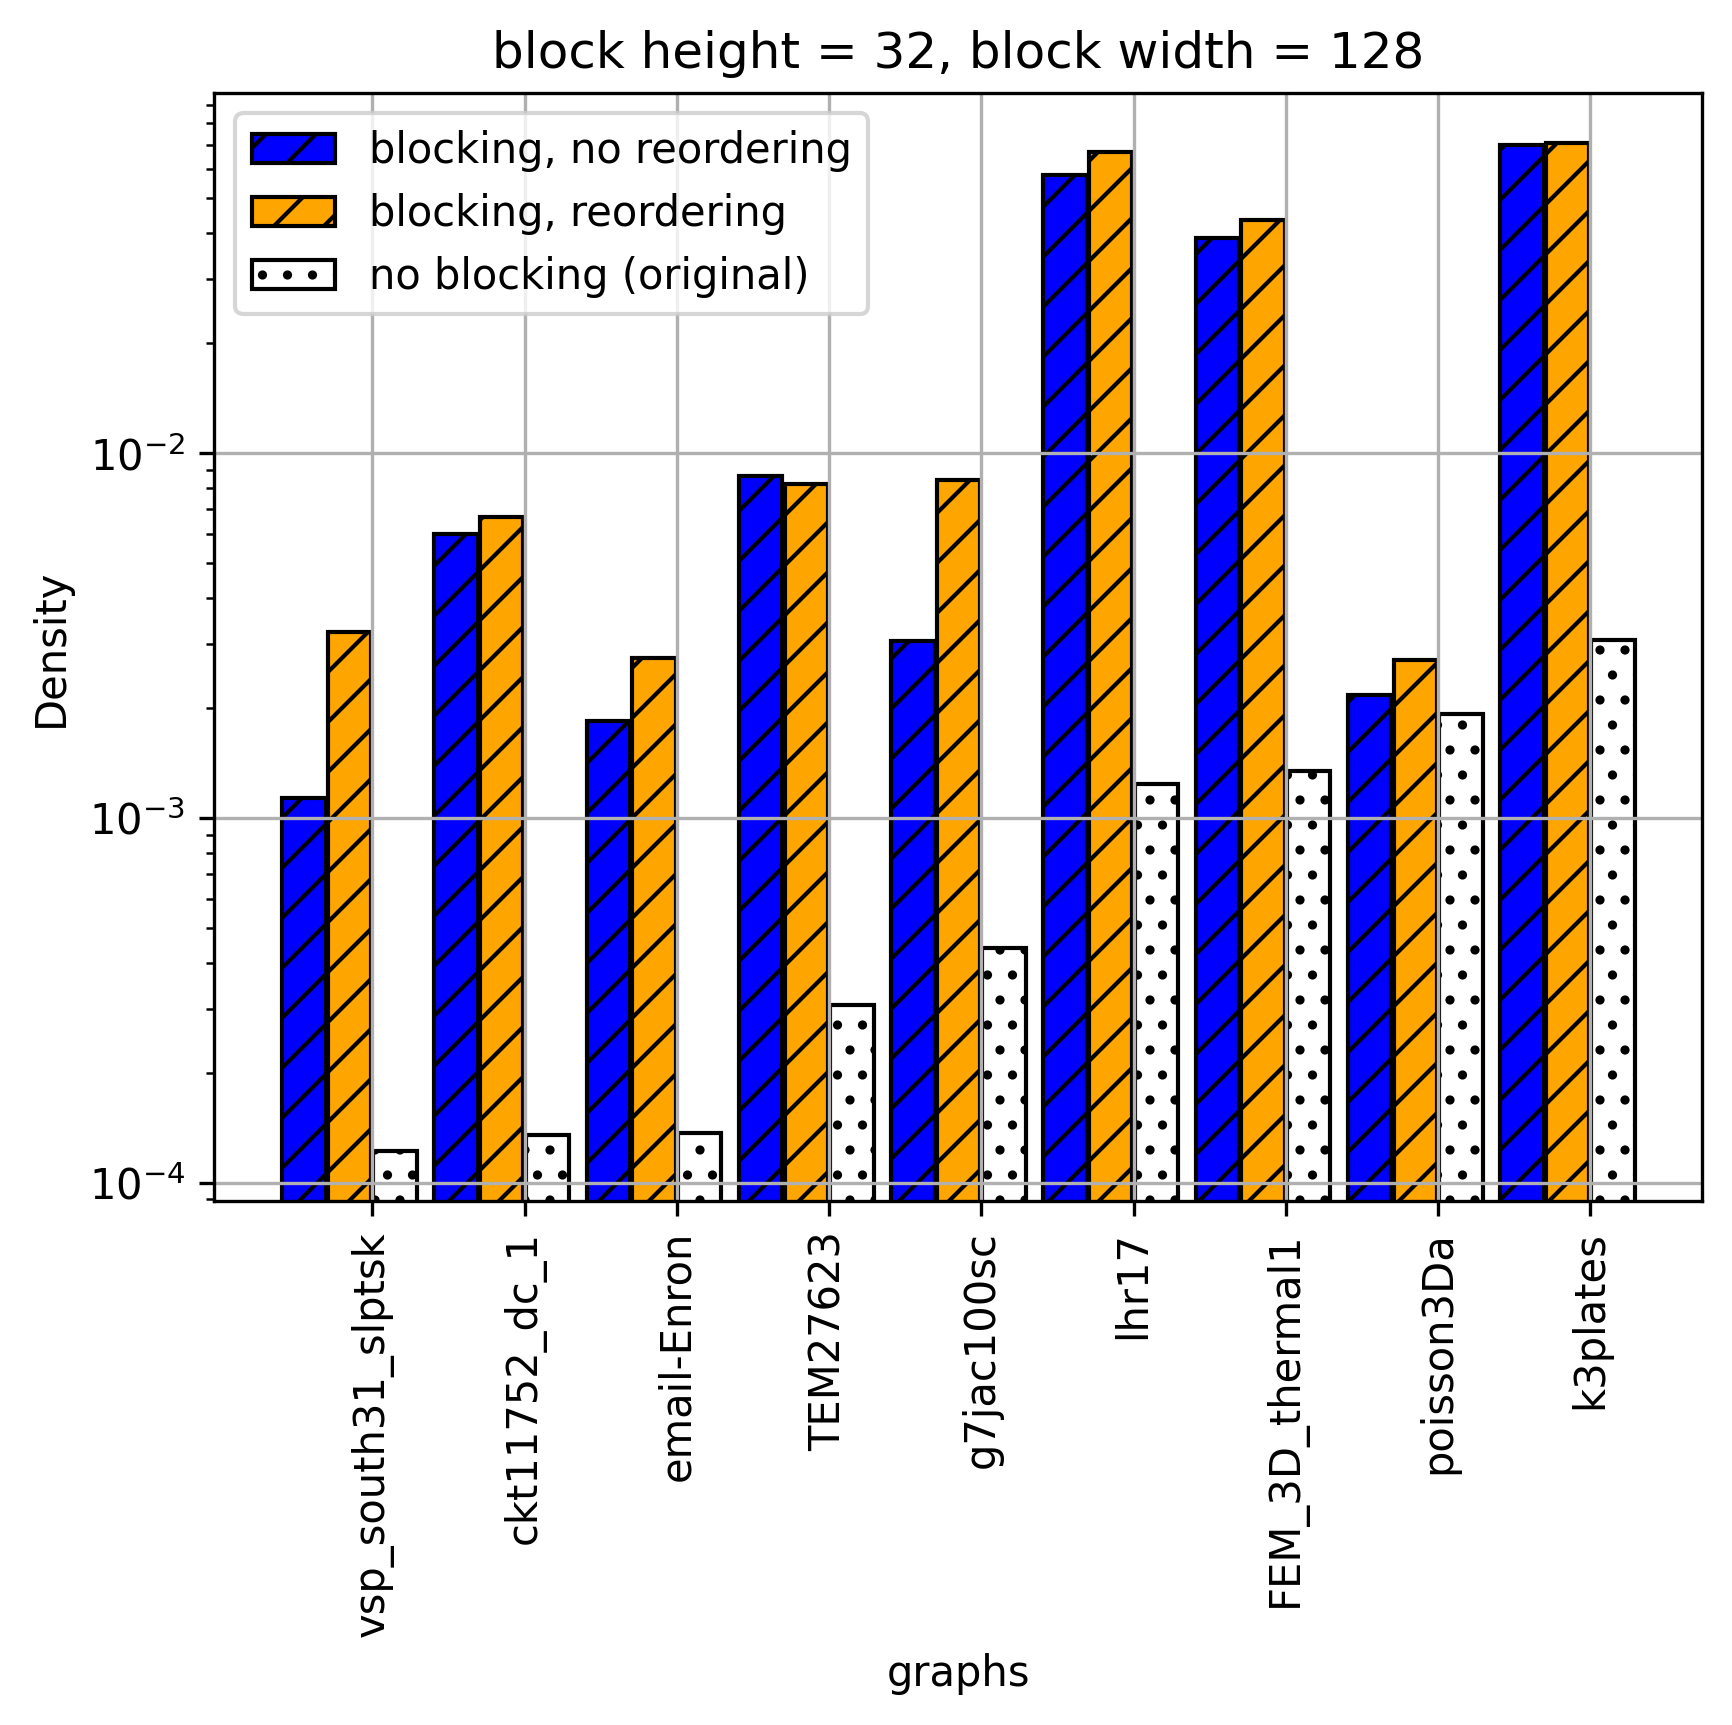 block height = 32, block width = 128
blocking, no reordering
blocking, reordering
no blocking (original)
Density
10⁻²
10⁻³
10⁻⁴
vsp_south31_slptsk
ckt11752_dc_1
email-Enron
TEM27623
g7jac100sc
lhr17
FEM_3D_thermal1
poisson3Da
k3plates
graphs